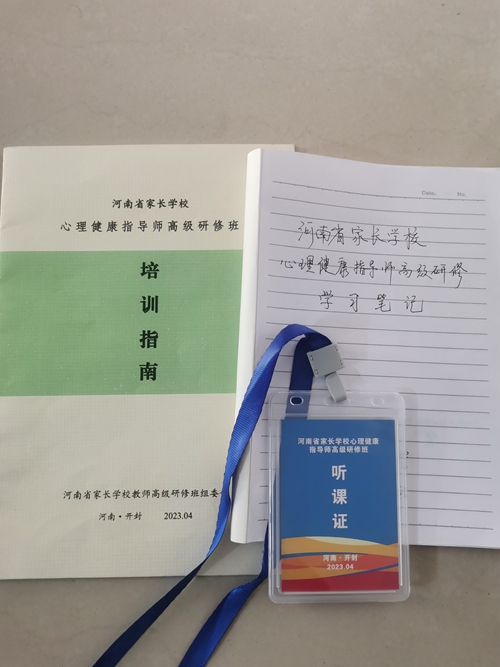 河南省家长学校
心理健康指导师高级研修班
培
训
指
南
河南省家长学校教师高级研修班组委
河南·开封 2023.04
Date. No.
河南省家长学校
心理健康指导师高级研修
学习笔记
河南省家长学校心理健康
指导师高级研修班
听
课
证
河南·开封
2023.04